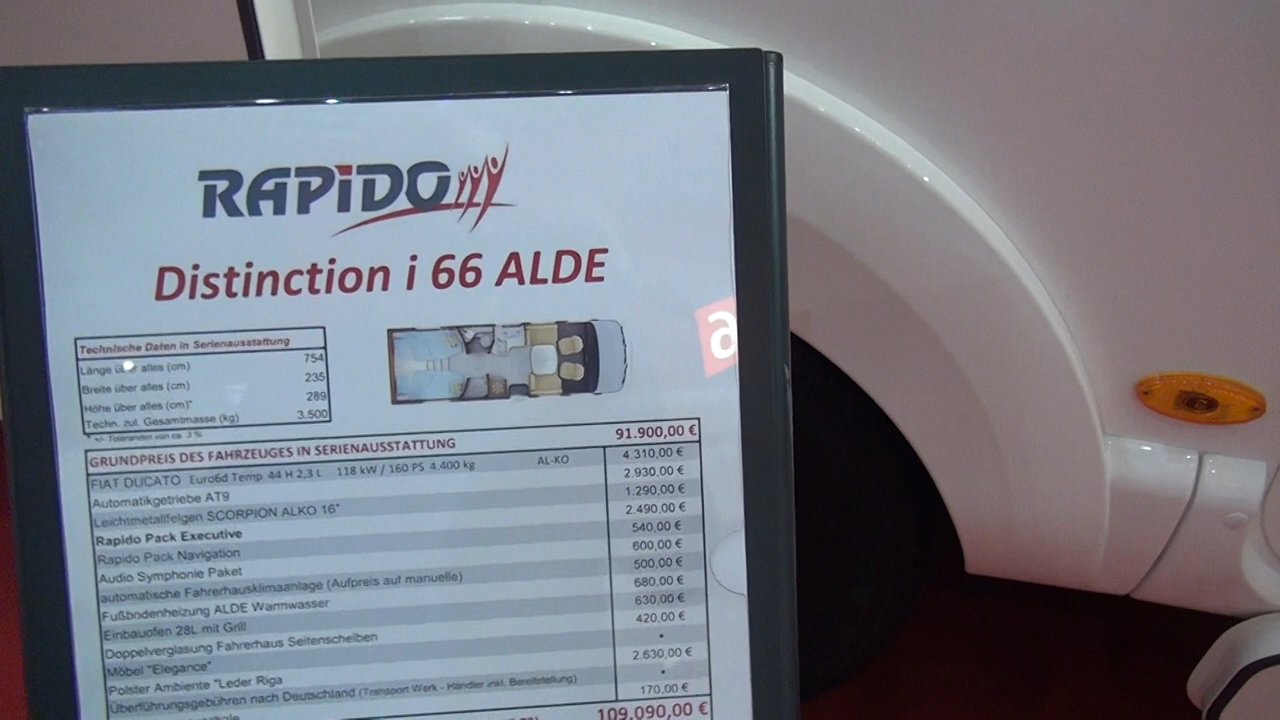 RAPiDO
Distinction i 66 ALDE
Technische Daten in Serienausstattung
Länge über alles (cm) 754
Breite über alles (cm) 235
Höhe über alles (cm)* 289
Techn. zul. Gesamtmasse (kg) 3.500
* +/- Toleranzen von ca. 3 %
a
GRUNDPREIS DES FAHRZEUGES IN SERIENAUSSTATTUNG 91.900,00 €
FIAT DUCATO Euro6d Temp 44 H 2,3 L 118 kW / 160 PS 4.400 kg AL-KO 4.310,00 €
Automatikgetriebe AT9 2.930,00 €
Leichtmetallfelgen SCORPION ALKO 16" 1.290,00 €
Rapido Pack Executive 2.490,00 €
Rapido Pack Navigation 540,00 €
Audio Symphonie Paket 600,00 €
automatische Fahrerhausklimaanlage (Aufpreis auf manuelle) 500,00 €
Fußbodenheizung ALDE Warmwasser 680,00 €
Einbauofen 28L mit Grill 630,00 €
Doppelverglasung Fahrerhaus Seitenscheiben 420,00 €
Möbel "Elegance" •
Polster Ambiente "Leder Riga 2.630,00 €
Überführungsgebühren nach Deutschland (Transport Werk - Händler inkl. Bereitstellung) •
170,00 €
109.090,00 €